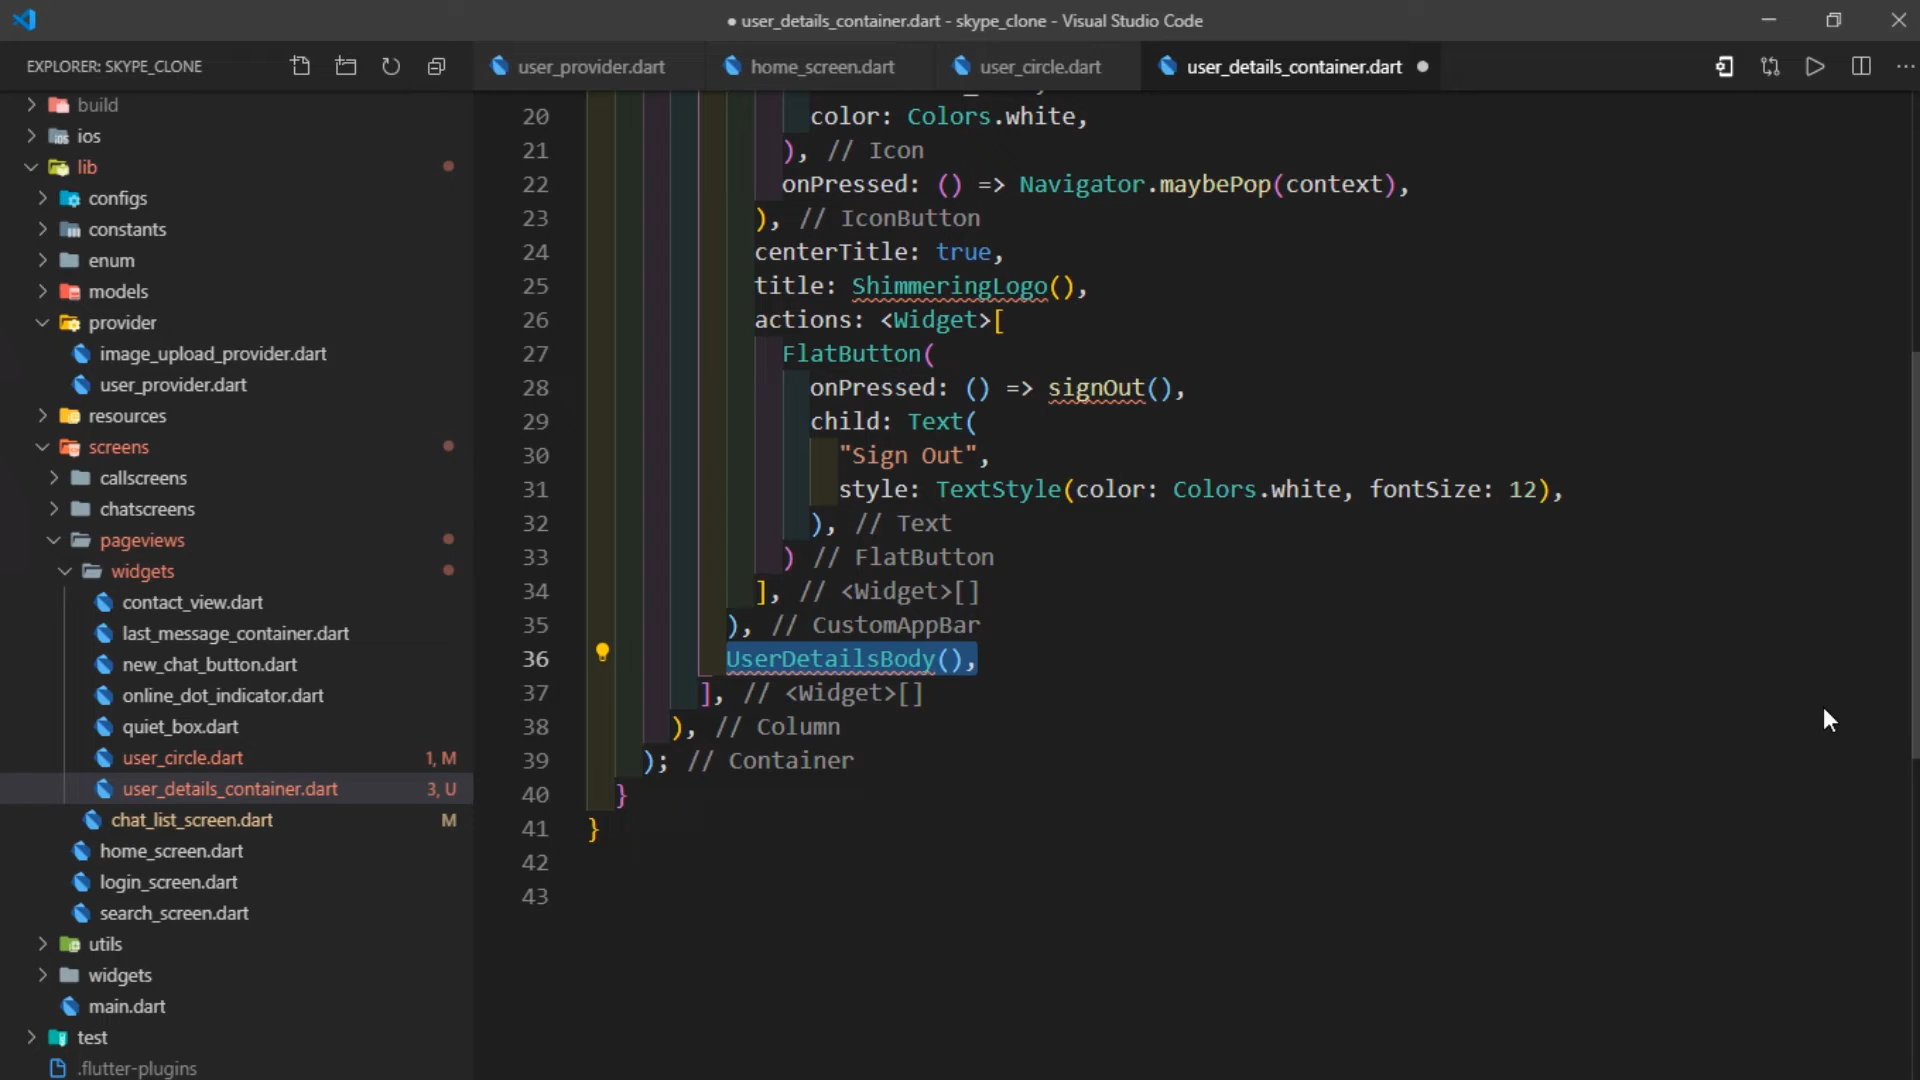 ● user_details_container.dart - skype_clone - Visual Studio Code
EXPLORER: SKYPE_CLONE
user_provider.dart
home_screen.dart
user_circle.dart
user_details_container.dart
build
ios
lib
configs
constants
enum
models
provider
image_upload_provider.dart
user_provider.dart
resources
screens
callscreens
chatscreens
pageviews
widgets
contact_view.dart
last_message_container.dart
new_chat_button.dart
online_dot_indicator.dart
quiet_box.dart
user_circle.dart 1, M
user_details_container.dart 3, U
chat_list_screen.dart M
home_screen.dart
login_screen.dart
search_screen.dart
utils
widgets
main.dart
test
.flutter-plugins
20 color: Colors.white,
21 ), // Icon
22 onPressed: () => Navigator.maybePop(context),
23 ), // IconButton
24 centerTitle: true,
25 title: ShimmeringLogo(),
26 actions: <Widget>[
27 FlatButton(
28 onPressed: () => signOut(),
29 child: Text(
30 "Sign Out",
31 style: TextStyle(color: Colors.white, fontSize: 12),
32 ), // Text
33 ) // FlatButton
34 ], // <Widget>[]
35 ), // CustomAppBar
36 UserDetailsBody(),
37 ], // <Widget>[]
38 ), // Column
39 ); // Container
40 }
41 }
42
43